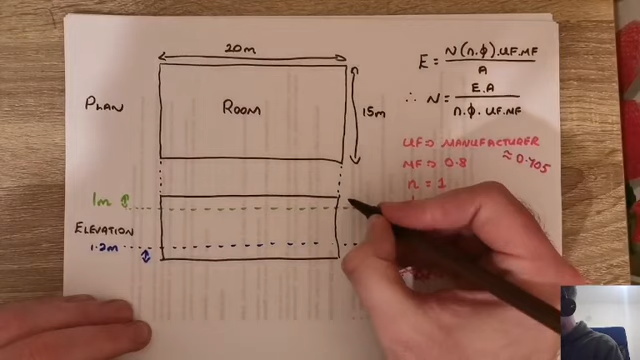 20m
PLAN
ROOM
15m
1m
ELEVATION
1.2m
E = N(n.φ).UF.MF
A
∴ N = E.A
n.φ.UF.MF
UF⇒ MANUFACTURER
≈ 0.705
MF⇒ 0.8
n = 1